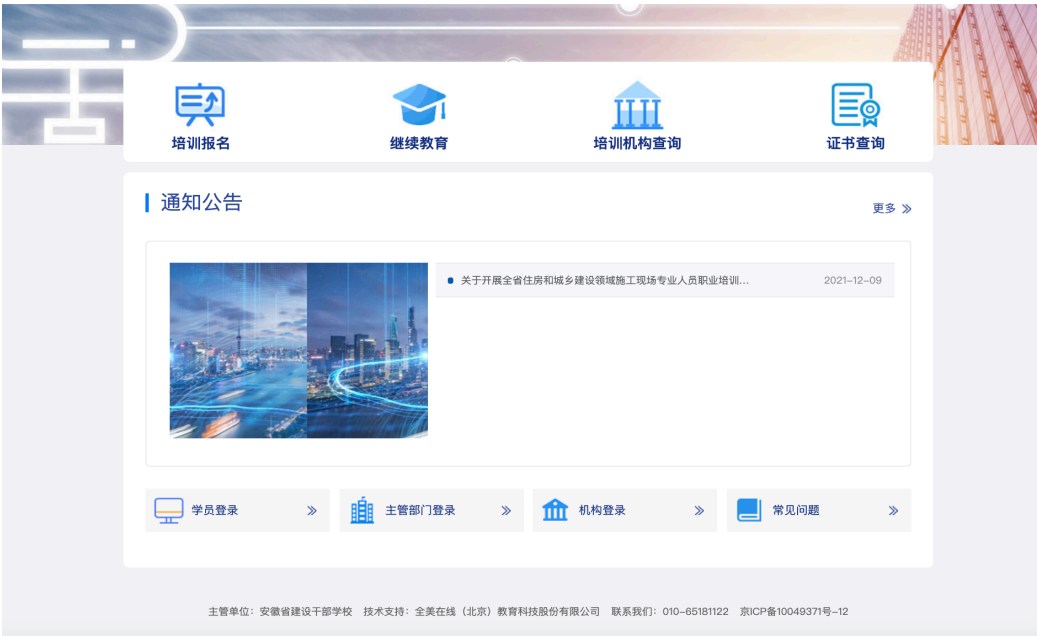 培训报名
继续教育
培训机构查询
证书查询
通知公告
更多
关于开展全省住房和城乡建设领域施工现场专业人员职业培训...
2021-12-09
学员登录
主管部门登录
机构登录
常见问题
主管单位：安徽省建设干部学校 技术支持：全美在线（北京）教育科技股份有限公司 联系我们：010-65181122 京ICP备10049371号-12